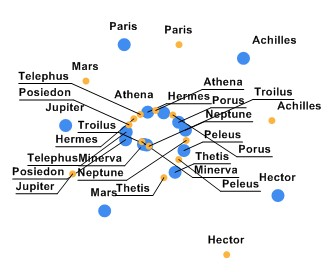 Paris
Paris
Achilles
Mars
Telephus
Athena
Posiedon
Athena
Hermes
Troilus
Jupiter
Porus
Achilles
Neptune
Troilus
Hermes
Peleus
Porus
Telephus
Minerva
Thetis
Posiedon
Neptune
Minerva
Jupiter
Mars
Thetis
Peleus
Hector
Hector